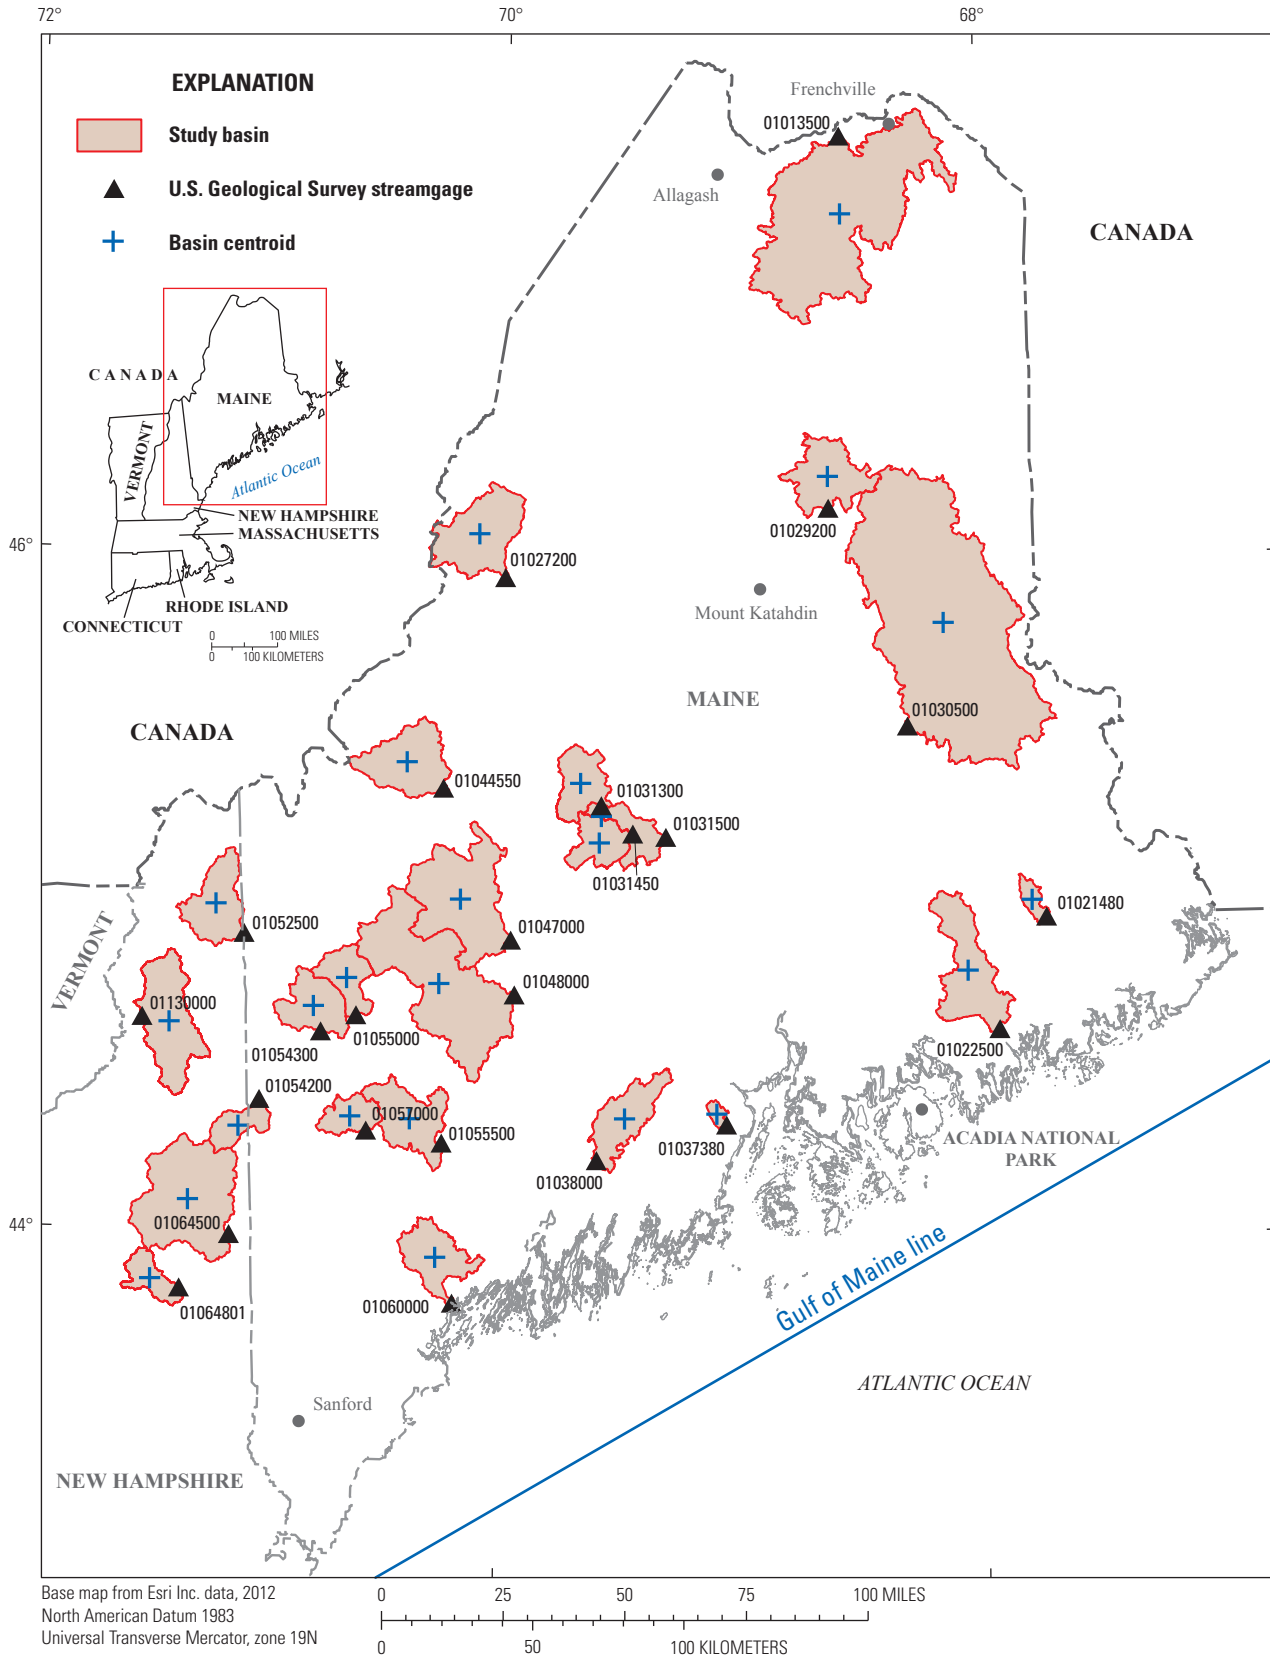 72°
70°
68°
EXPLANATION
Study basin
U.S. Geological Survey streamgage
Basin centroid
Frenchville
01013500
Allagash
CANADA
CANADA
MAINE
VERMONT
Atlantic Ocean
NEW HAMPSHIRE
MASSACHUSETTS
RHODE ISLAND
CONNECTICUT
0 100 MILES
0 100 KILOMETERS
46°
01029200
01027200
Mount Katahdin
MAINE
01030500
CANADA
01044550
01031300
01031500
01031450
01021480
01052500
01047000
VERMONT
01048000
01130000
01055000
01022500
01054300
01054200
01057000
01055500
01037380
ACADIA NATIONAL
PARK
01038000
44°
01064500
01064801
01060000
Gulf of Maine line
ATLANTIC OCEAN
Sanford
NEW HAMPSHIRE
Base map from Esri Inc. data, 2012
North American Datum 1983
Universal Transverse Mercator, zone 19N
0 25 50 75 100 MILES
0 50 100 KILOMETERS